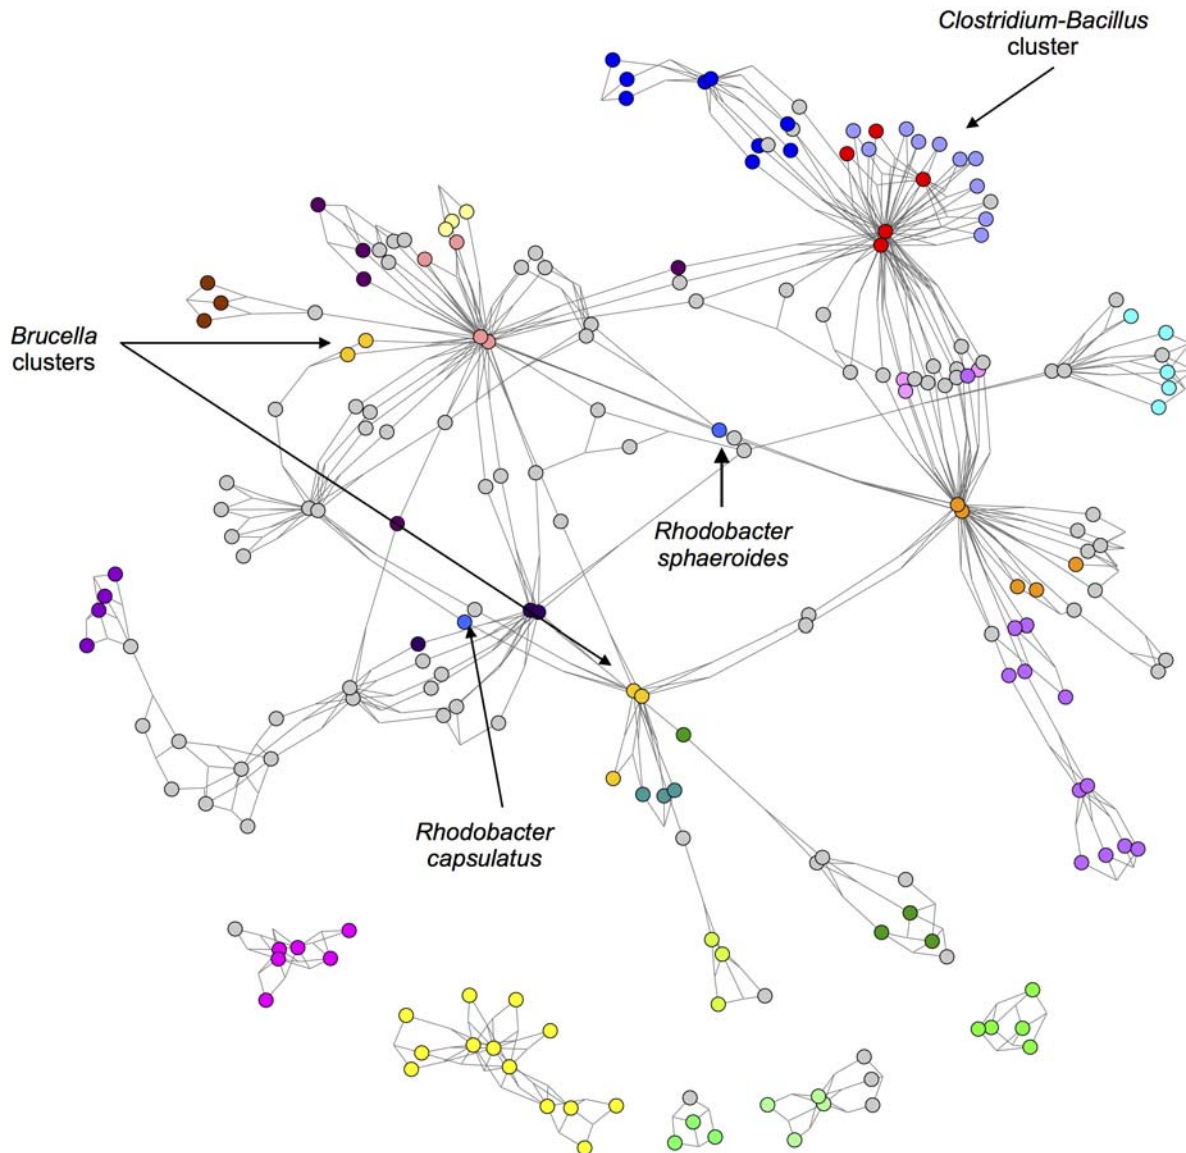 Clostridium-Bacillus
cluster
Brucella
clusters
Rhodobacter
sphaeroides
Rhodobacter
capsulatus